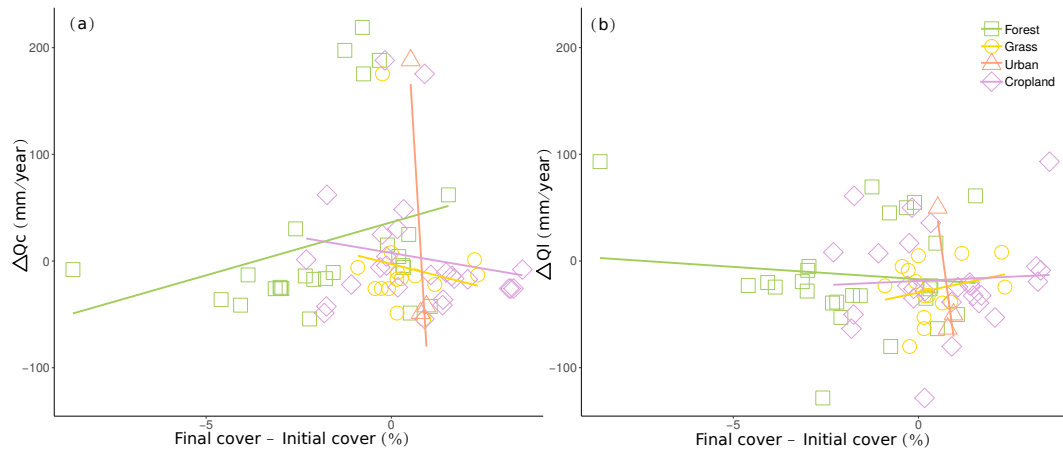 (a)
200
100
0
−100
ΔQc (mm/year)
−5
0
Final cover – Initial cover (%)
(b)
Forest
Grass
Urban
Cropland
200
100
0
−100
ΔQl (mm/year)
−5
0
Final cover – Initial cover (%)